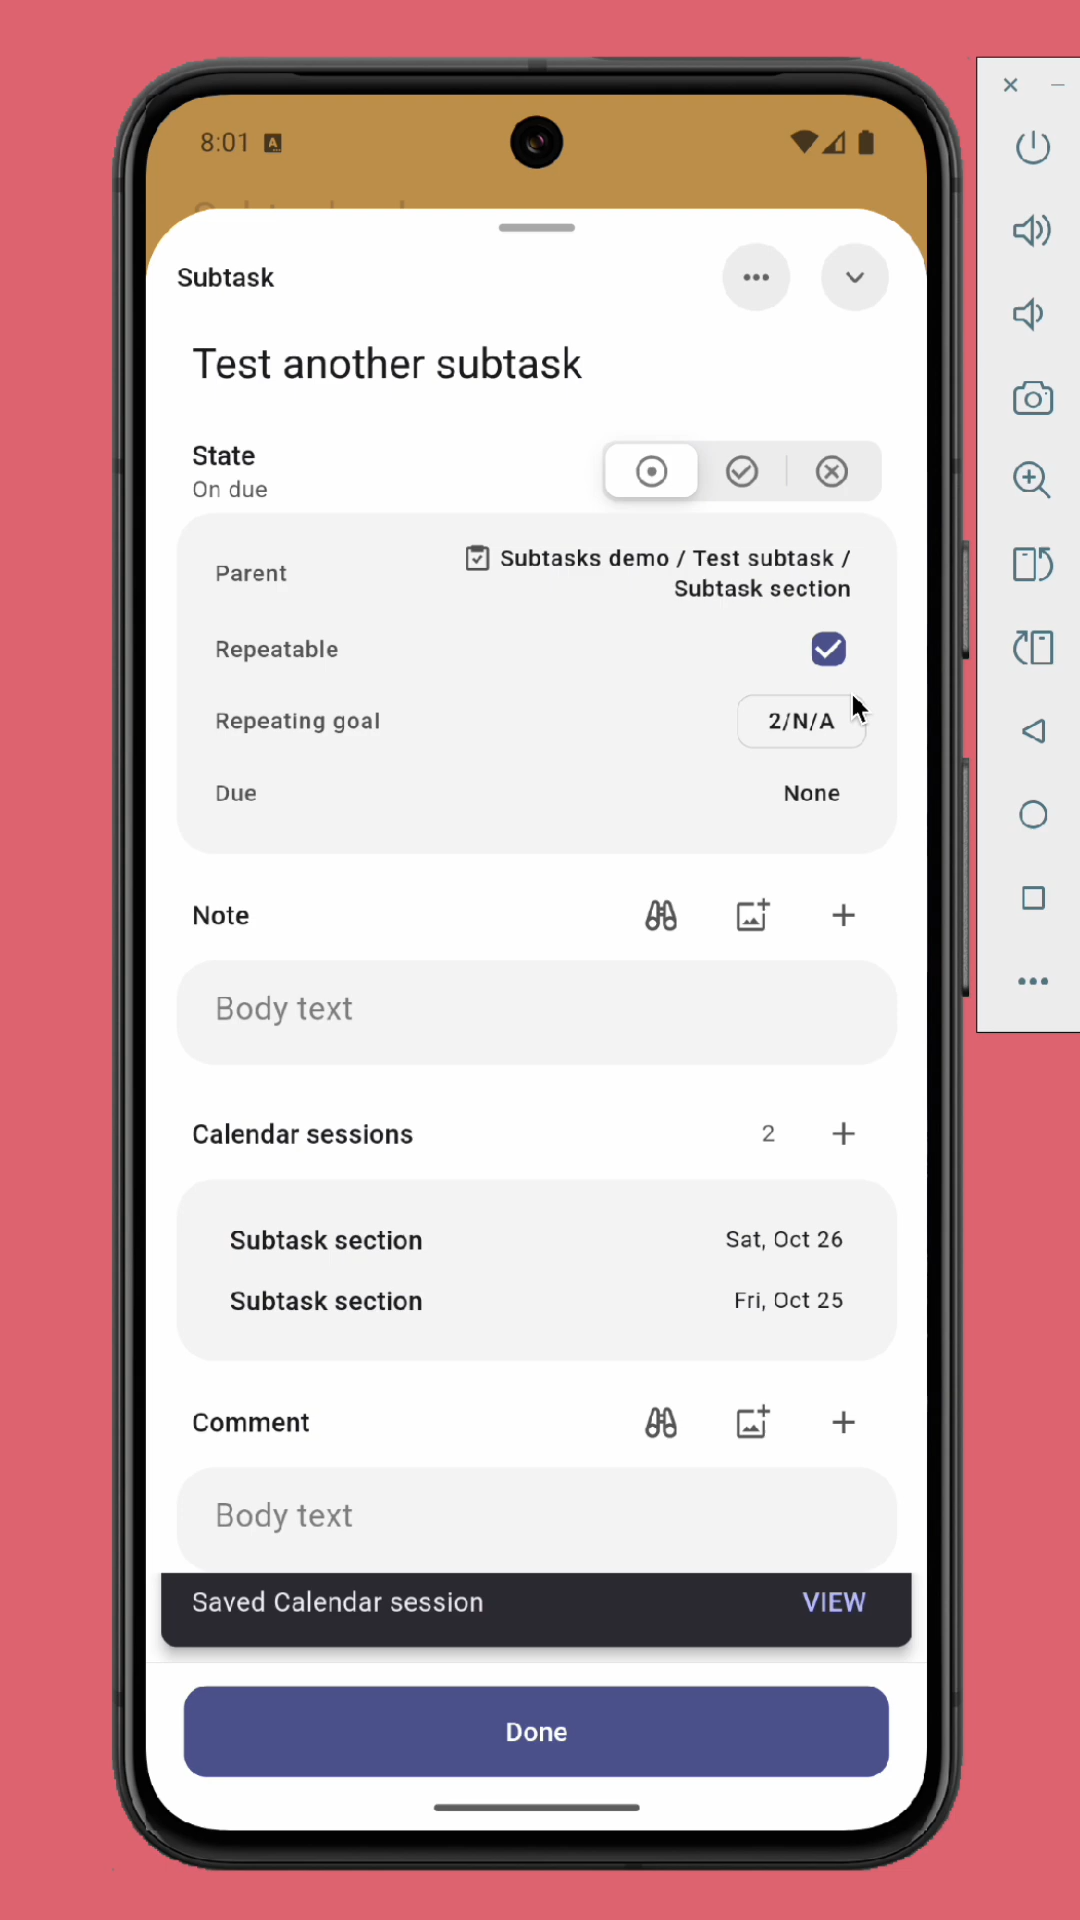 8:01
Subtask
Test another subtask
State
On due
Parent
Subtasks demo / Test subtask /
Subtask section
Repeatable
Repeating goal
2/N/A
Due
None
Note
Body text
Calendar sessions
2
Subtask section
Sat, Oct 26
Subtask section
Fri, Oct 25
Comment
Body text
Saved Calendar session
VIEW
Done